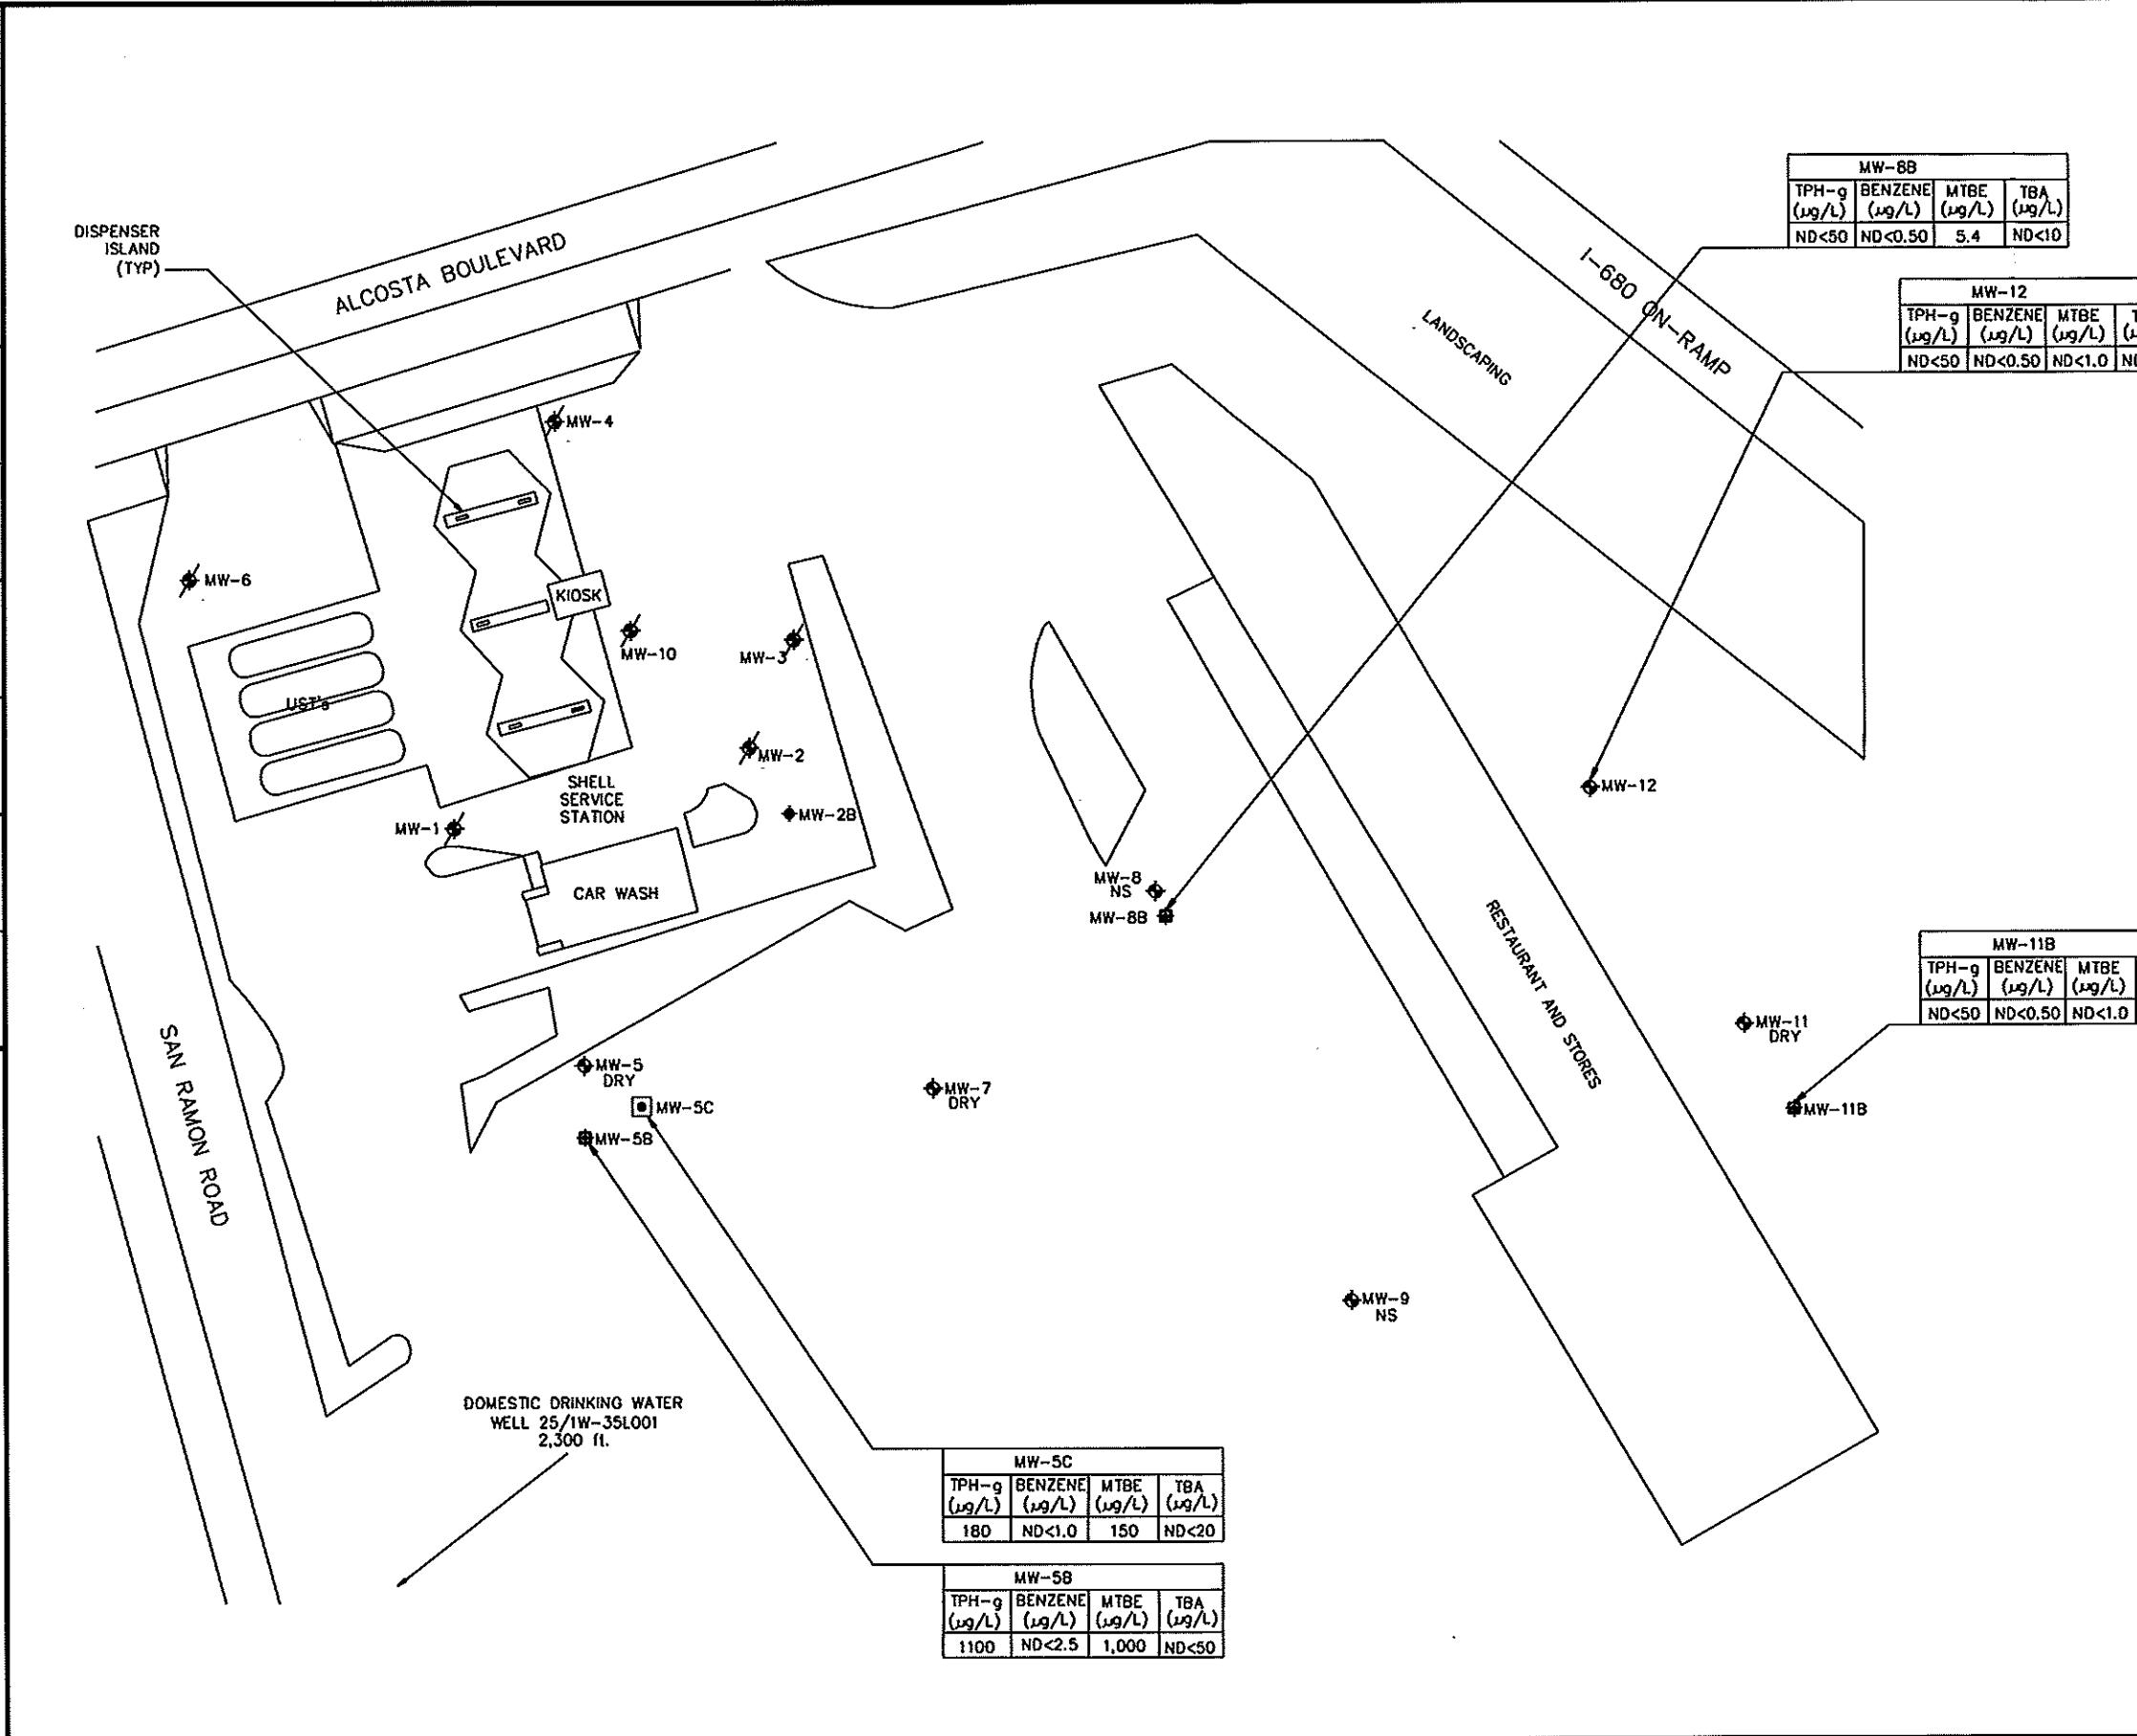 MW-8B
TPH-g BENZENE MTBE TBA
(µg/L) (µg/L) (µg/L) (µg/L)
ND<50 ND<0.50 5.4 ND<10
DISPENSER
ISLAND
(TYP)
ALCOSTA BOULEVARD
I-680 ON-RAMP
LANDSCAPING
MW-12
TPH-g BENZENE MTBE
(µg/L) (µg/L) (µg/L)
ND<50 ND<0.50 ND<1.0
MW-4
MW-6
KIOSK
MW-10
MW-3
UST's
MW-2
SHELL
SERVICE
STATION
MW-2B
MW-12
MW-1
CAR WASH
MW-8
NS
MW-8B
RESTAURANT AND STORES
MW-11B
TPH-g BENZENE MTBE
(µg/L) (µg/L) (µg/L)
ND<50 ND<0.50 ND<1.0
MW-11
DRY
MW-11B
SAN RAMON ROAD
MW-5
DRY
MW-5C
MW-5B
MW-7
DRY
MW-9
NS
DOMESTIC DRINKING WATER
WELL 25/1W-35L001
2,300 ft.
MW-5C
TPH-g BENZENE MTBE TBA
(µg/L) (µg/L) (µg/L) (µg/L)
180 ND<1.0 150 ND<20
MW-5B
TPH-g BENZENE MTBE TBA
(µg/L) (µg/L) (µg/L) (µg/L)
1100 ND<2.5 1,000 ND<50